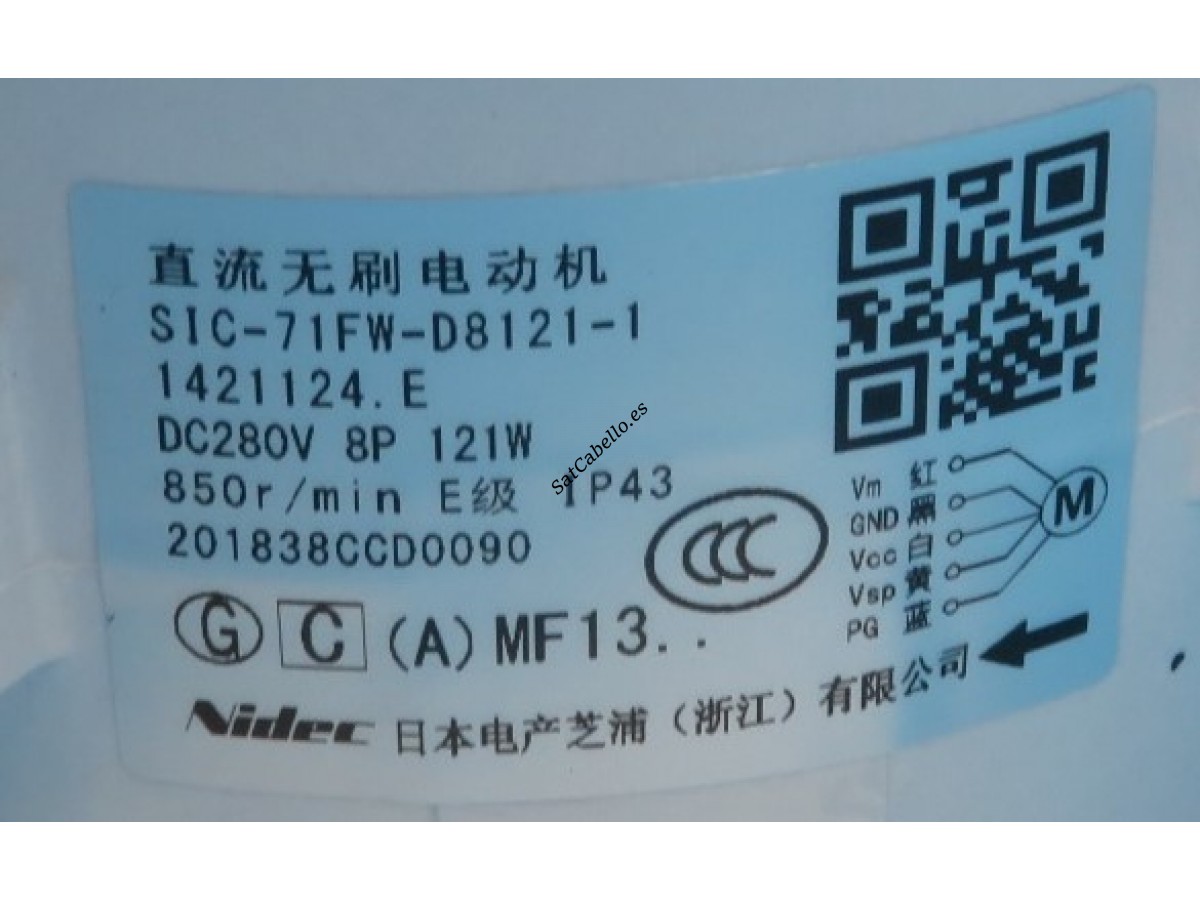 直流无刷电动机
SIC-71FW-D8121-1
1421124.E
DC280V 8P 121W
850r/min E级 IP43
201838CCD0090
CCC
G C (A) MF13..
Nidec 日本电产芝浦（浙江）有限公司
Vm 红
GND 黑
Vcc 白
Vsp 黄
PG 蓝
M
SatCabello.es